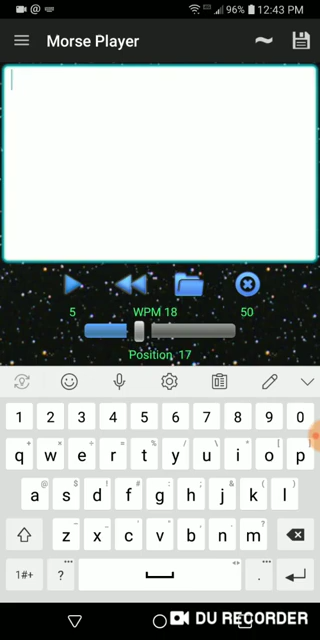 @ 96% 12:43 PM
Morse Player
5 WPM 18 50
Position 17
1 2 3 4 5 6 7 8 9 0
q w e r t y u i o p
a s d f g h j k l
z x c v b n m
1#+ ? .
DU RECORDER